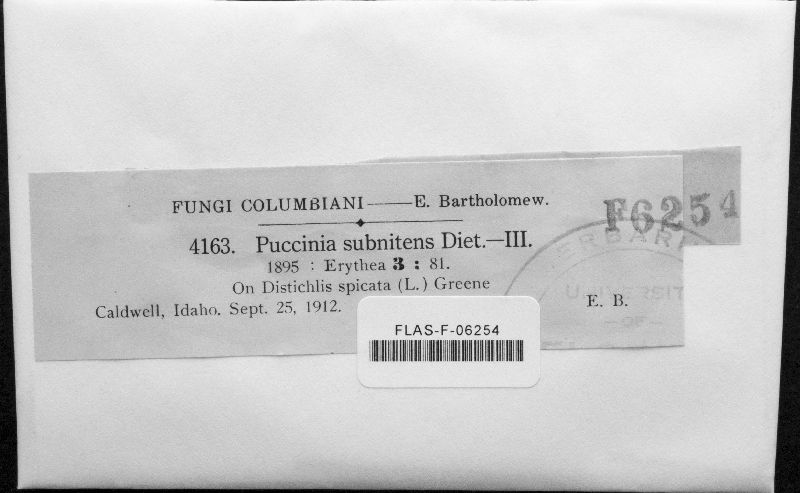 FUNGI COLUMBIANI——E. Bartholomew.
F6254
4163. Puccinia subnitens Diet.—III.
1895 : Erythea 3 : 81.
On Distichlis spicata (L.) Greene
E. B.
Caldwell, Idaho. Sept. 25, 1912.
FLAS-F-06254
—OF—